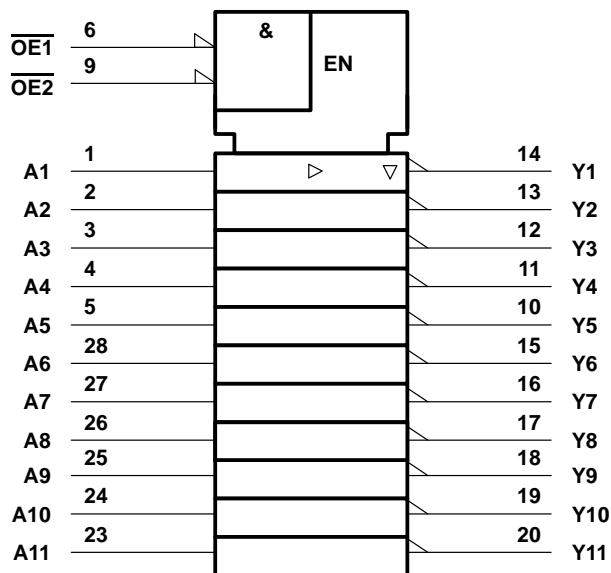 OE1 6 &
OE2 9 EN
A1 1 14 Y1
A2 2 13 Y2
A3 3 12 Y3
A4 4 11 Y4
A5 5 10 Y5
A6 28 15 Y6
A7 27 16 Y7
A8 26 17 Y8
A9 25 18 Y9
A10 24 19 Y10
A11 23 20 Y11